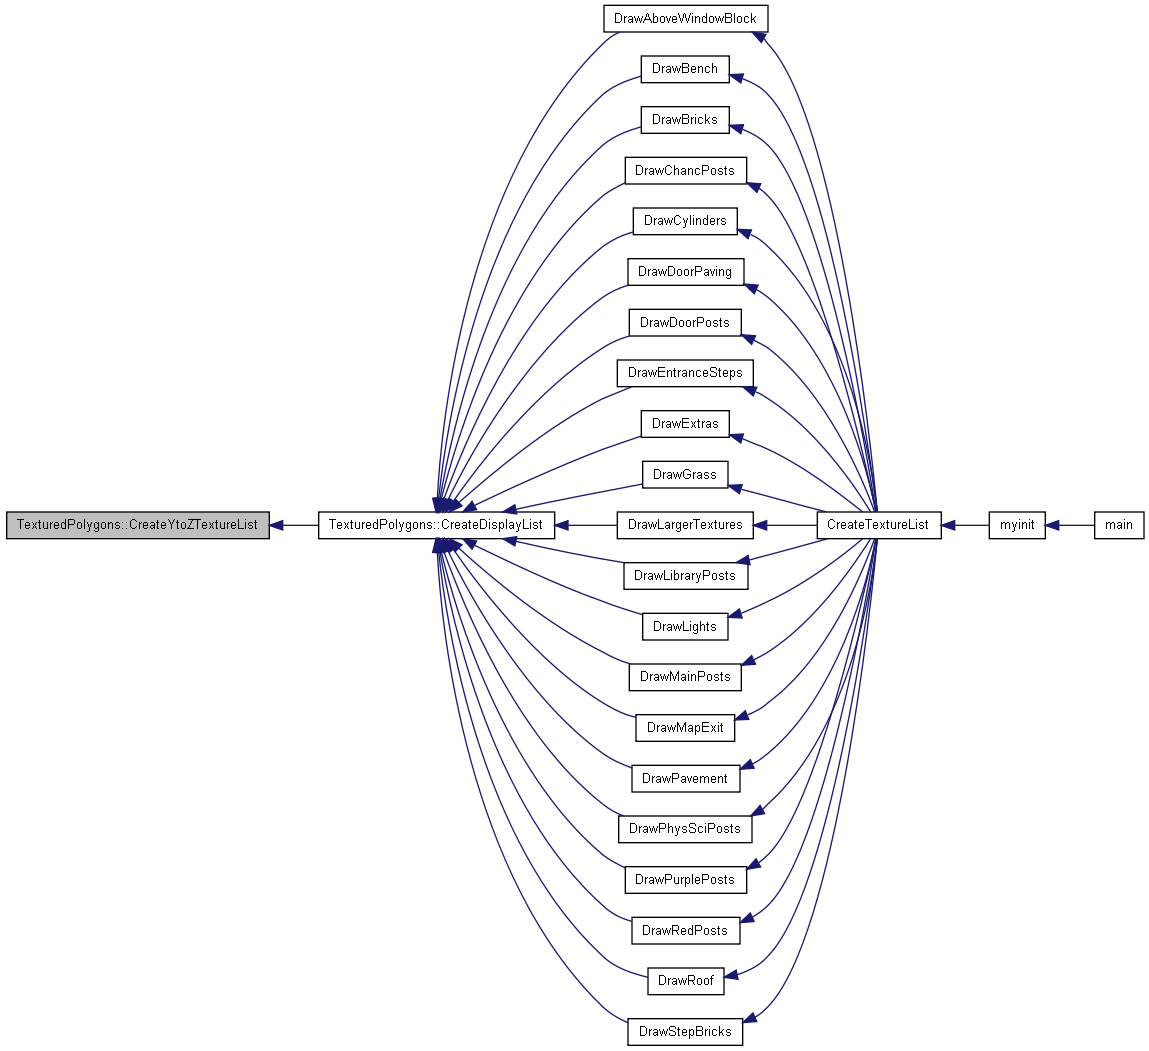 DrawAboveWindowBlock
DrawBench
DrawBricks
DrawChancPosts
DrawCylinders
DrawDoorPaving
DrawDoorPosts
DrawEntranceSteps
DrawExtras
DrawGrass
TexturedPolygons::CreateYtoZTextureList
TexturedPolygons::CreateDisplayList
DrawLargerTextures
CreateTextureList
myinit
main
DrawLibraryPosts
DrawLights
DrawMainPosts
DrawMapExit
DrawPavement
DrawPhysSciPosts
DrawPurplePosts
DrawRedPosts
DrawRoof
DrawStepBricks